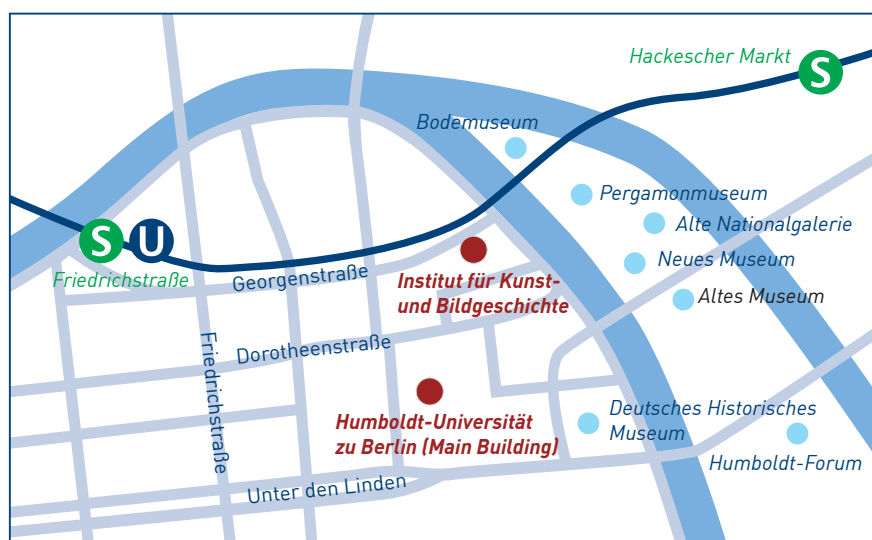 Hackescher Markt
S
Bodemuseum
Pergamonmuseum
Alte Nationalgalerie
S
U
Friedrichstraße
Neues Museum
Georgenstraße
Institut für Kunst-
und Bildgeschichte
Altes Museum
Dorotheenstraße
Friedrichstraße
Humboldt-Universität
zu Berlin (Main Building)
Deutsches Historisches
Museum
Humboldt-Forum
Unter den Linden